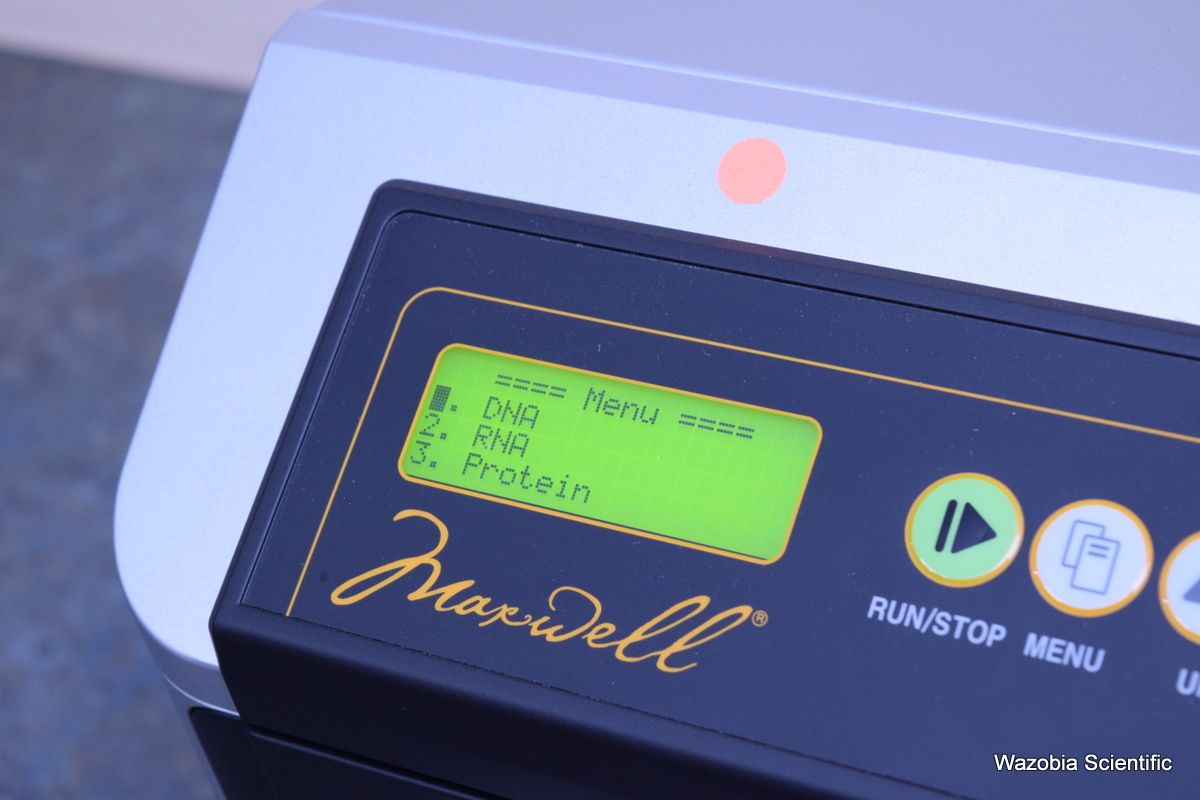 ==== Menu ====
1. DNA
2. RNA
3. Protein
Maxwell®
RUN/STOP MENU
Wazobia Scientific